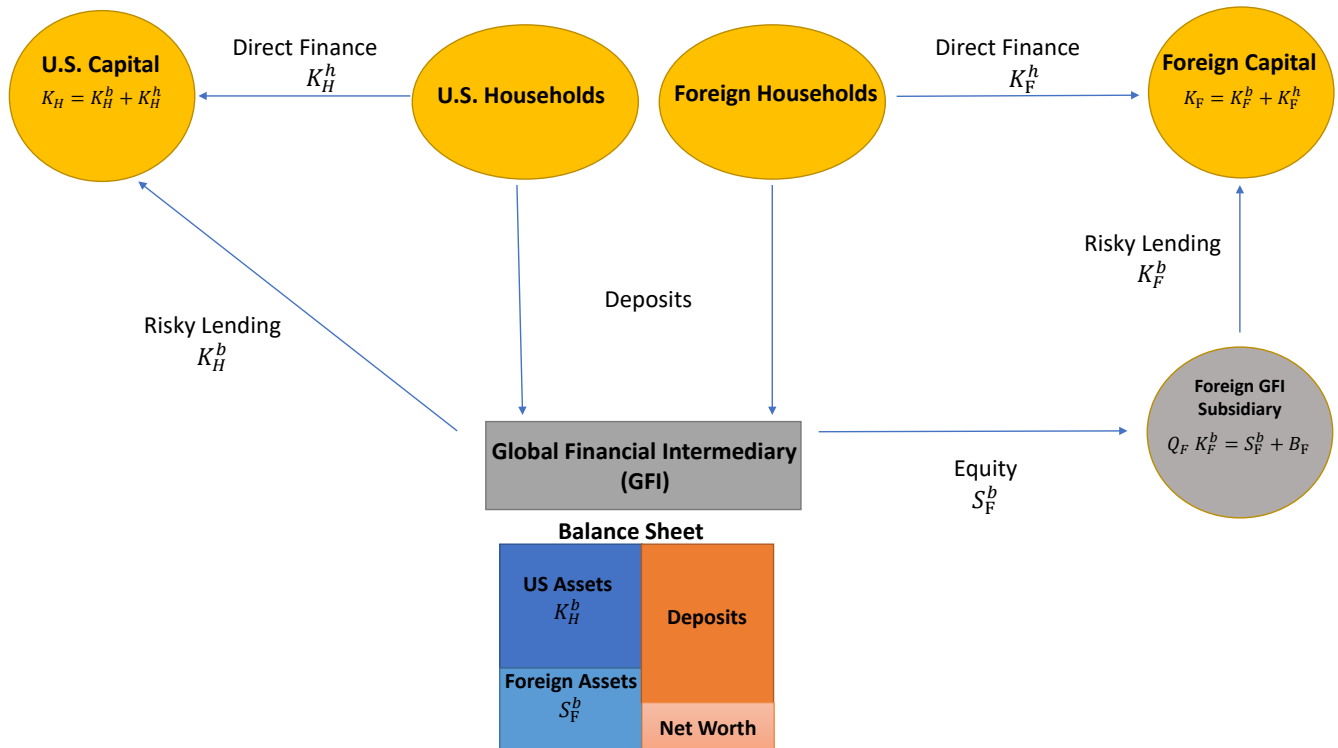 U.S. Capital
$K_H = K_H^b + K_H^h$
Direct Finance
$K_H^h$
U.S. Households
Foreign Households
Direct Finance
$K_F^h$
Foreign Capital
$K_F = K_F^b + K_F^h$
Risky Lending
$K_H^b$
Deposits
Risky Lending
$K_F^b$
Global Financial Intermediary
(GFI)
Equity
$S_F^b$
Foreign GFI
Subsidiary
$Q_F K_F^b = S_F^b + B_F$
Balance Sheet
US Assets
$K_H^b$
Deposits
Foreign Assets
$S_F^b$
Net Worth